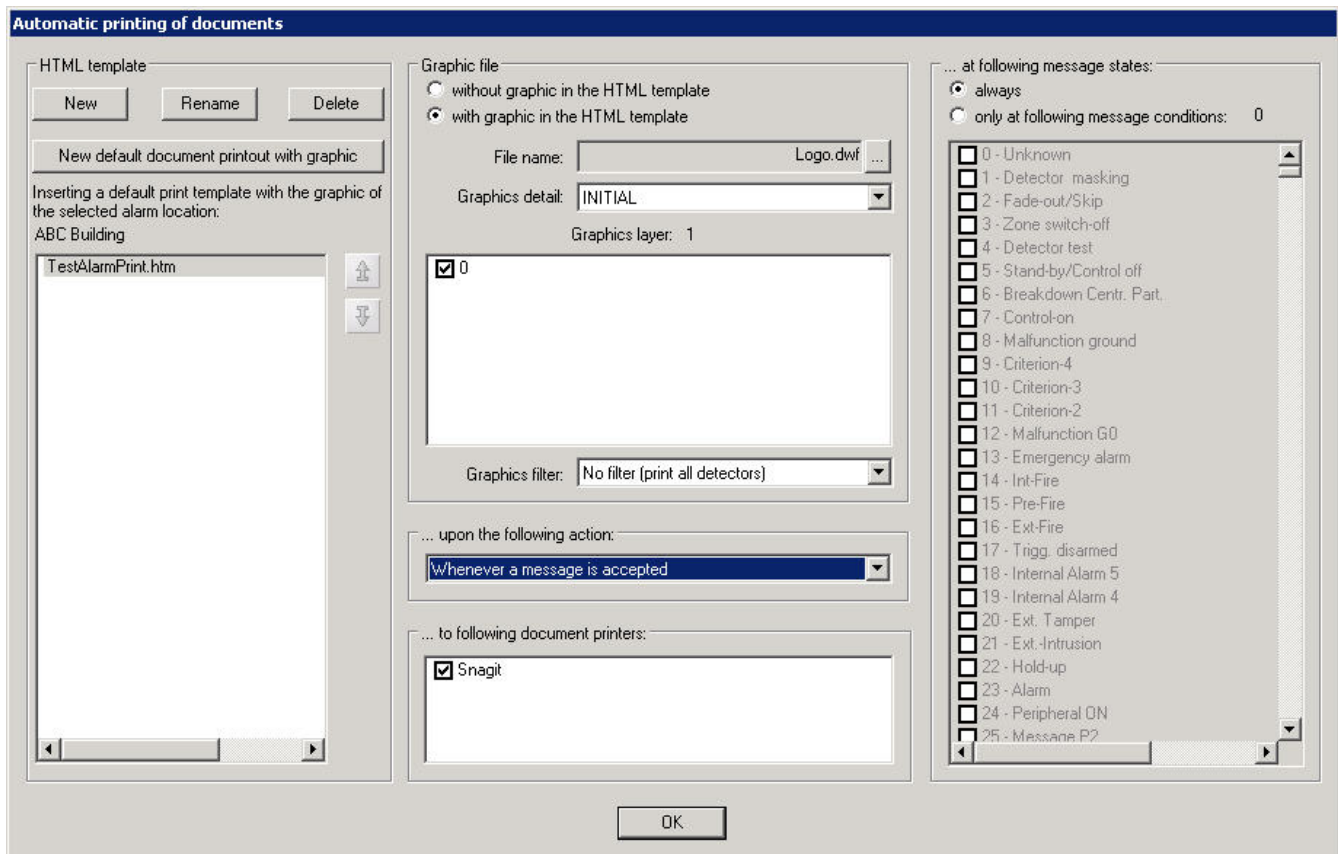 Automatic printing of documents
HTML template
New
Rename
Delete
New default document printout with graphic
Inserting a default print template with the graphic of
the selected alarm location:
ABC Building
TestAlarmPrint.htm
Graphic file
without graphic in the HTML template
with graphic in the HTML template
File name:
Logo.dwf
...
Graphics detail:
INITIAL
Graphics layer: 1
0
Graphics filter:
No filter (print all detectors)
... upon the following action:
Whenever a message is accepted
... to following document printers:
Snagit
... at following message states:
always
only at following message conditions: 0
0 - Unknown
1 - Detector masking
2 - Fade-out/Skip
3 - Zone switch-off
4 - Detector test
5 - Stand-by/Control off
6 - Breakdown Centr. Part.
7 - Control-on
8 - Malfunction ground
9 - Criterion-4
10 - Criterion-3
11 - Criterion-2
12 - Malfunction G0
13 - Emergency alarm
14 - Int-Fire
15 - Pre-Fire
16 - Ext-Fire
17 - Trigg. disarmed
18 - Internal Alarm 5
19 - Internal Alarm 4
20 - Ext. Tamper
21 - Ext.-Intrusion
22 - Hold-up
23 - Alarm
24 - Peripheral ON
25 - Message P2
OK